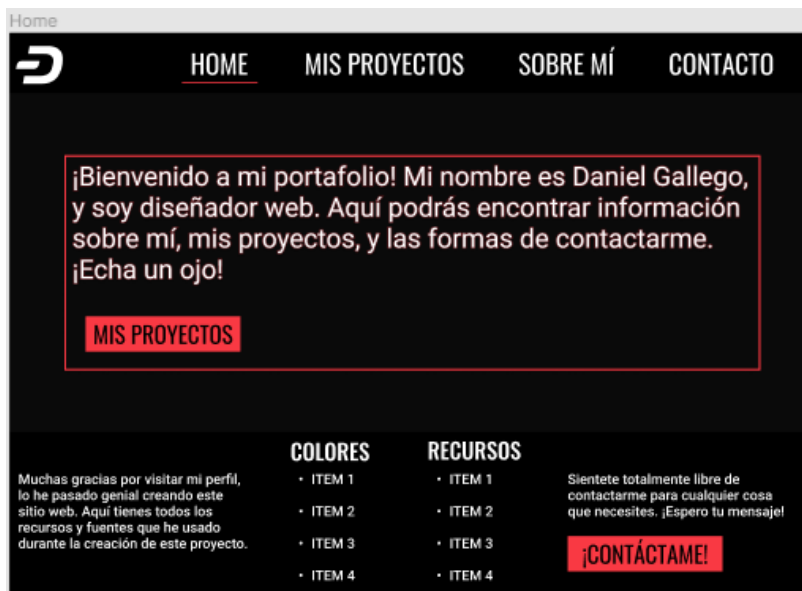 Home
HOME MIS PROYECTOS SOBRE MÍ CONTACTO
¡Bienvenido a mi portafolio! Mi nombre es Daniel Gallego,
y soy diseñador web. Aquí podrás encontrar información
sobre mí, mis proyectos, y las formas de contactarme.
¡Echa un ojo!
MIS PROYECTOS
Muchas gracias por visitar mi perfil,
lo he pasado genial creando este
sitio web. Aquí tienes todos los
recursos y fuentes que he usado
durante la creación de este proyecto.
COLORES
• ITEM 1
• ITEM 2
• ITEM 3
• ITEM 4
RECURSOS
• ITEM 1
• ITEM 2
• ITEM 3
• ITEM 4
Sientete totalmente libre de
contactarme para cualquier cosa
que necesites. ¡Espero tu mensaje!
¡CONTÁCTAME!